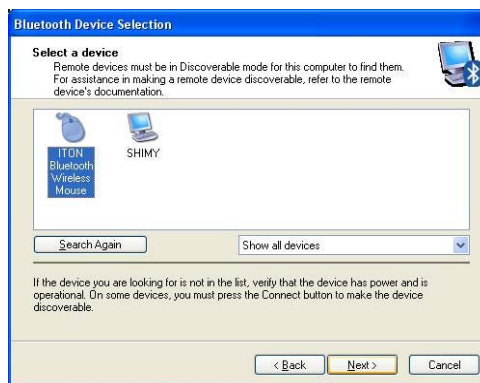 Bluetooth Device Selection
Select a device
Remote devices must be in Discoverable mode for this computer to find them.
For assistance in making a remote device discoverable, refer to the remote
device's documentation.
ITON
Bluetooth
Wireless
Mouse
SHIMY
Search Again
Show all devices
If the device you are looking for is not in the list, verify that the device has power and is
operational. On some devices, you must press the Connect button to make the device
discoverable.
< Back
Next >
Cancel